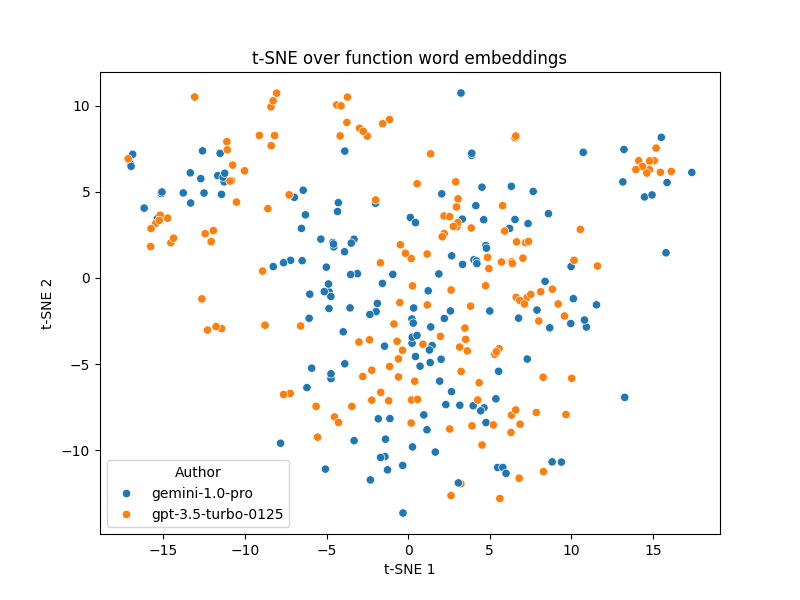 t-SNE over function word embeddings
t-SNE 2
10
5
0
−5
−10
Author
gemini-1.0-pro
gpt-3.5-turbo-0125
−15
−10
−5
0
5
10
15
t-SNE 1